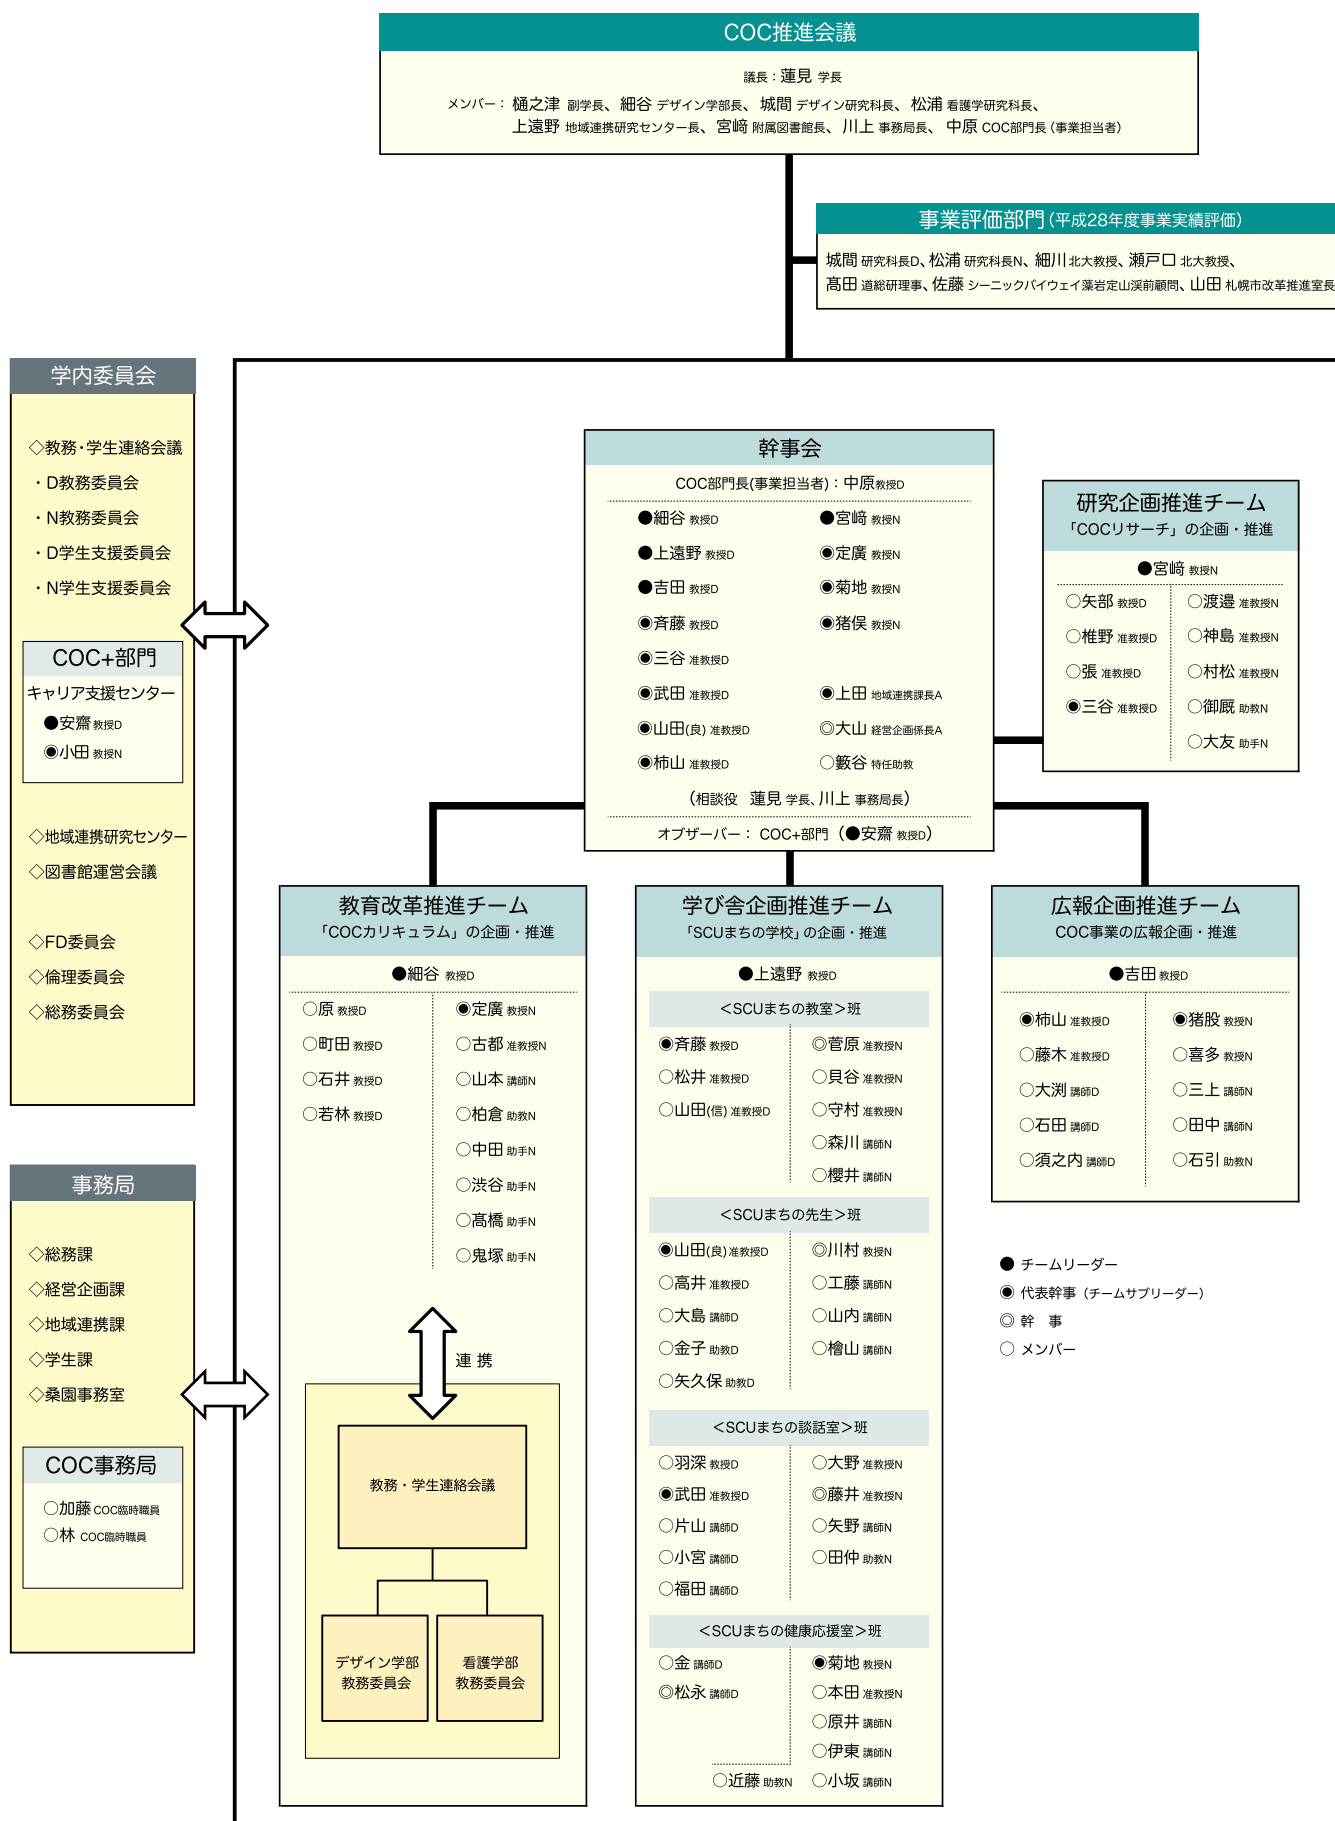 COC推進会議
議長：蓮見 学長
メンバー：樋之津 副学長、細谷 デザイン学部長、城間 デザイン研究科長、松浦 看護学研究科長、
上遠野 地域連携研究センター長、宮﨑 附属図書館長、川上 事務局長、中原 COC部門長（事業担当者）
事業評価部門（平成28年度事業実績評価）
城間 研究科長D、松浦 研究科長N、細川 北大教授、瀬戸口 北大教授、
髙田 道総研理事、佐藤 シーニックバイウェイ藻岩定山渓前顧問、山田 札幌市改革推進室長
学内委員会
◇教務・学生連絡会議
・D教務委員会
・N教務委員会
・D学生支援委員会
・N学生支援委員会
COC+部門
キャリア支援センター
●安齋 教授D
◉小田 教授N
◇地域連携研究センター
◇図書館運営会議
◇FD委員会
◇倫理委員会
◇総務委員会
事務局
◇総務課
◇経営企画課
◇地域連携課
◇学生課
◇桑園事務室
COC事務局
○加藤 COC臨時職員
○林 COC臨時職員
幹事会
COC部門長(事業担当者)：中原教授D
●細谷 教授D
●宮﨑 教授N
●上遠野 教授D
◉定廣 教授N
●吉田 教授D
◉菊地 教授N
◉斉藤 教授D
◉猪俣 教授N
◉三谷 准教授D
◉武田 准教授D
◉上田 地域連携課長A
◉山田(良) 准教授D
◎大山 経営企画係長A
◉柿山 准教授D
○籔谷 特任助教
（相談役 蓮見 学長、川上 事務局長）
オブザーバー：COC+部門（●安齋 教授D）
研究企画推進チーム
「COCリサーチ」の企画・推進
●宮﨑 教授N
○矢部 教授D
○渡邉 准教授N
○椎野 准教授D
○神島 准教授N
○張 准教授D
○村松 准教授N
◉三谷 准教授D
○御厩 助教N
○大友 助手N
教育改革推進チーム
「COCカリキュラム」の企画・推進
●細谷 教授D
○原 教授D
◉定廣 教授N
○町田 教授D
○古都 准教授N
○石井 教授D
○山本 講師N
○若林 教授D
○柏倉 助教N
○中田 助手N
○渋谷 助手N
○髙橋 助手N
○鬼塚 助手N
連携
教務・学生連絡会議
デザイン学部
教務委員会
看護学部
教務委員会
学び舎企画推進チーム
「SCUまちの学校」の企画・推進
●上遠野 教授D
＜SCUまちの教室＞班
◉斉藤 教授D
◎菅原 准教授N
○松井 准教授D
○貝谷 准教授N
○山田(信) 准教授D
○守村 准教授N
○森川 講師N
○櫻井 講師N
＜SCUまちの先生＞班
◉山田(良) 准教授D
◎川村 教授N
○高井 准教授D
○工藤 講師N
○大島 講師D
○山内 講師N
○金子 助教D
○檜山 講師N
○矢久保 助教D
＜SCUまちの談話室＞班
○羽深 教授D
○大野 准教授N
◉武田 准教授D
◎藤井 准教授N
○片山 講師D
○矢野 講師N
○小宮 講師D
○田仲 助教N
○福田 講師D
＜SCUまちの健康応援室＞班
○金 講師D
◉菊地 教授N
◎松永 講師D
○本田 准教授N
○原井 講師N
○伊東 講師N
○近藤 助教N
○小坂 講師N
広報企画推進チーム
COC事業の広報企画・推進
●吉田 教授D
◉柿山 准教授D
◉猪股 教授N
○藤木 准教授D
○喜多 教授N
○大渕 講師D
○三上 講師N
○石田 講師D
○田中 講師N
○須之内 講師D
○石引 助教N
● チームリーダー
◉ 代表幹事（チームサブリーダー）
◎ 幹 事
○ メンバー